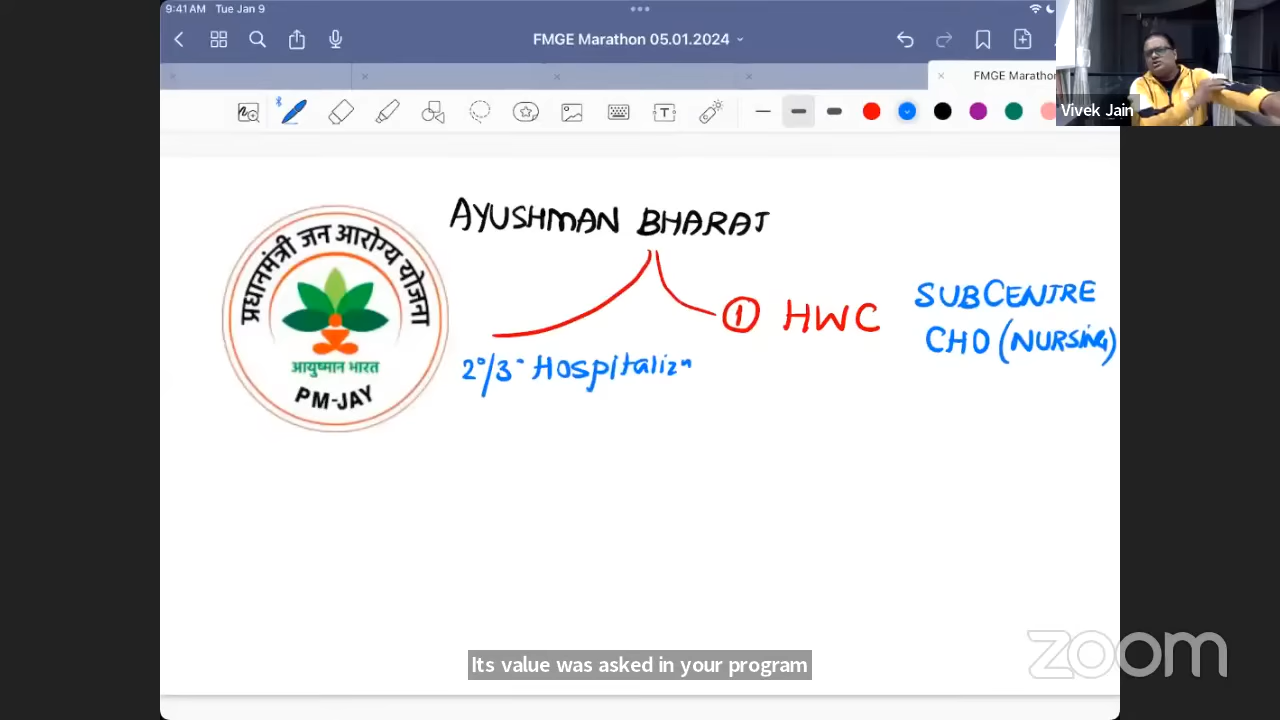 9:41 AM Tue Jan 9
FMGE Marathon 05.01.2024
FMGE Marathon
Vivek Jain
AYUSHMAN BHARAT
प्रधानमंत्री जन आरोग्य योजना
आयुष्मान भारत
PM-JAY
① HWC
SUBCENTRE
CHO (NURSING)
2°/3° Hospitalizn
Its value was asked in your program
zoom